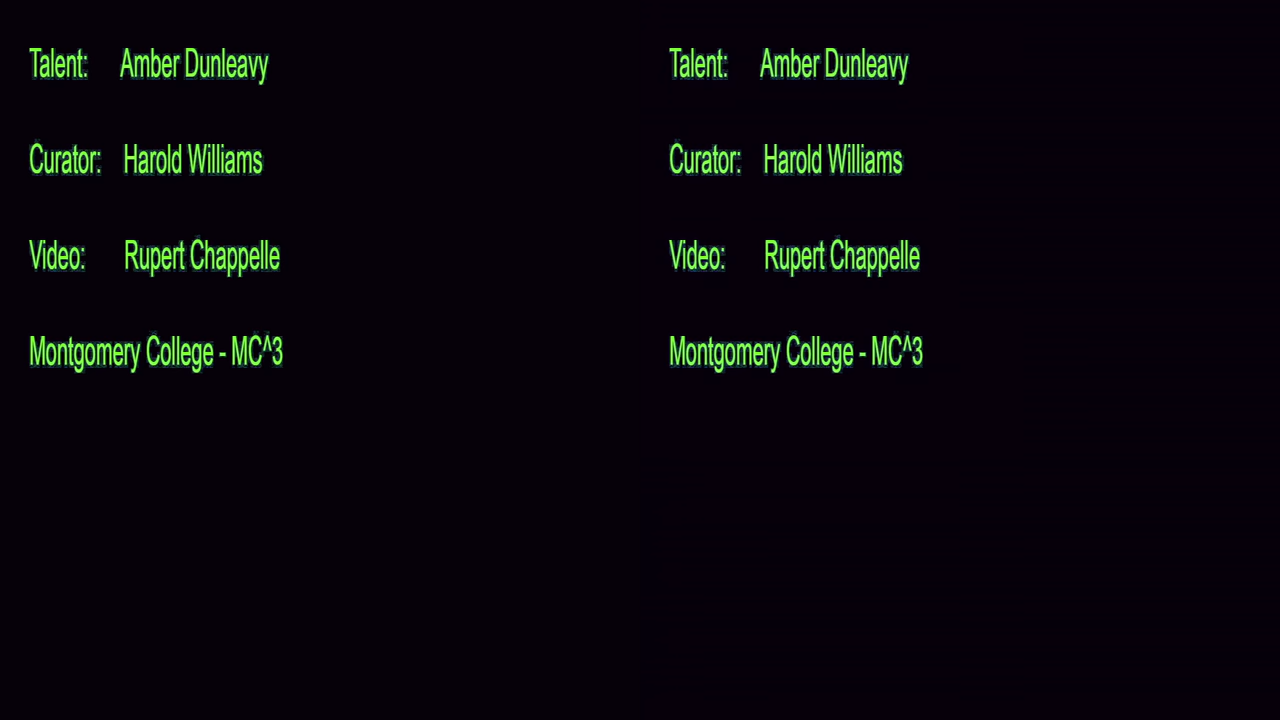 Talent: Amber Dunleavy
Curator: Harold Williams
Video: Rupert Chappelle
Montgomery College - MC^3
Talent: Amber Dunleavy
Curator: Harold Williams
Video: Rupert Chappelle
Montgomery College - MC^3